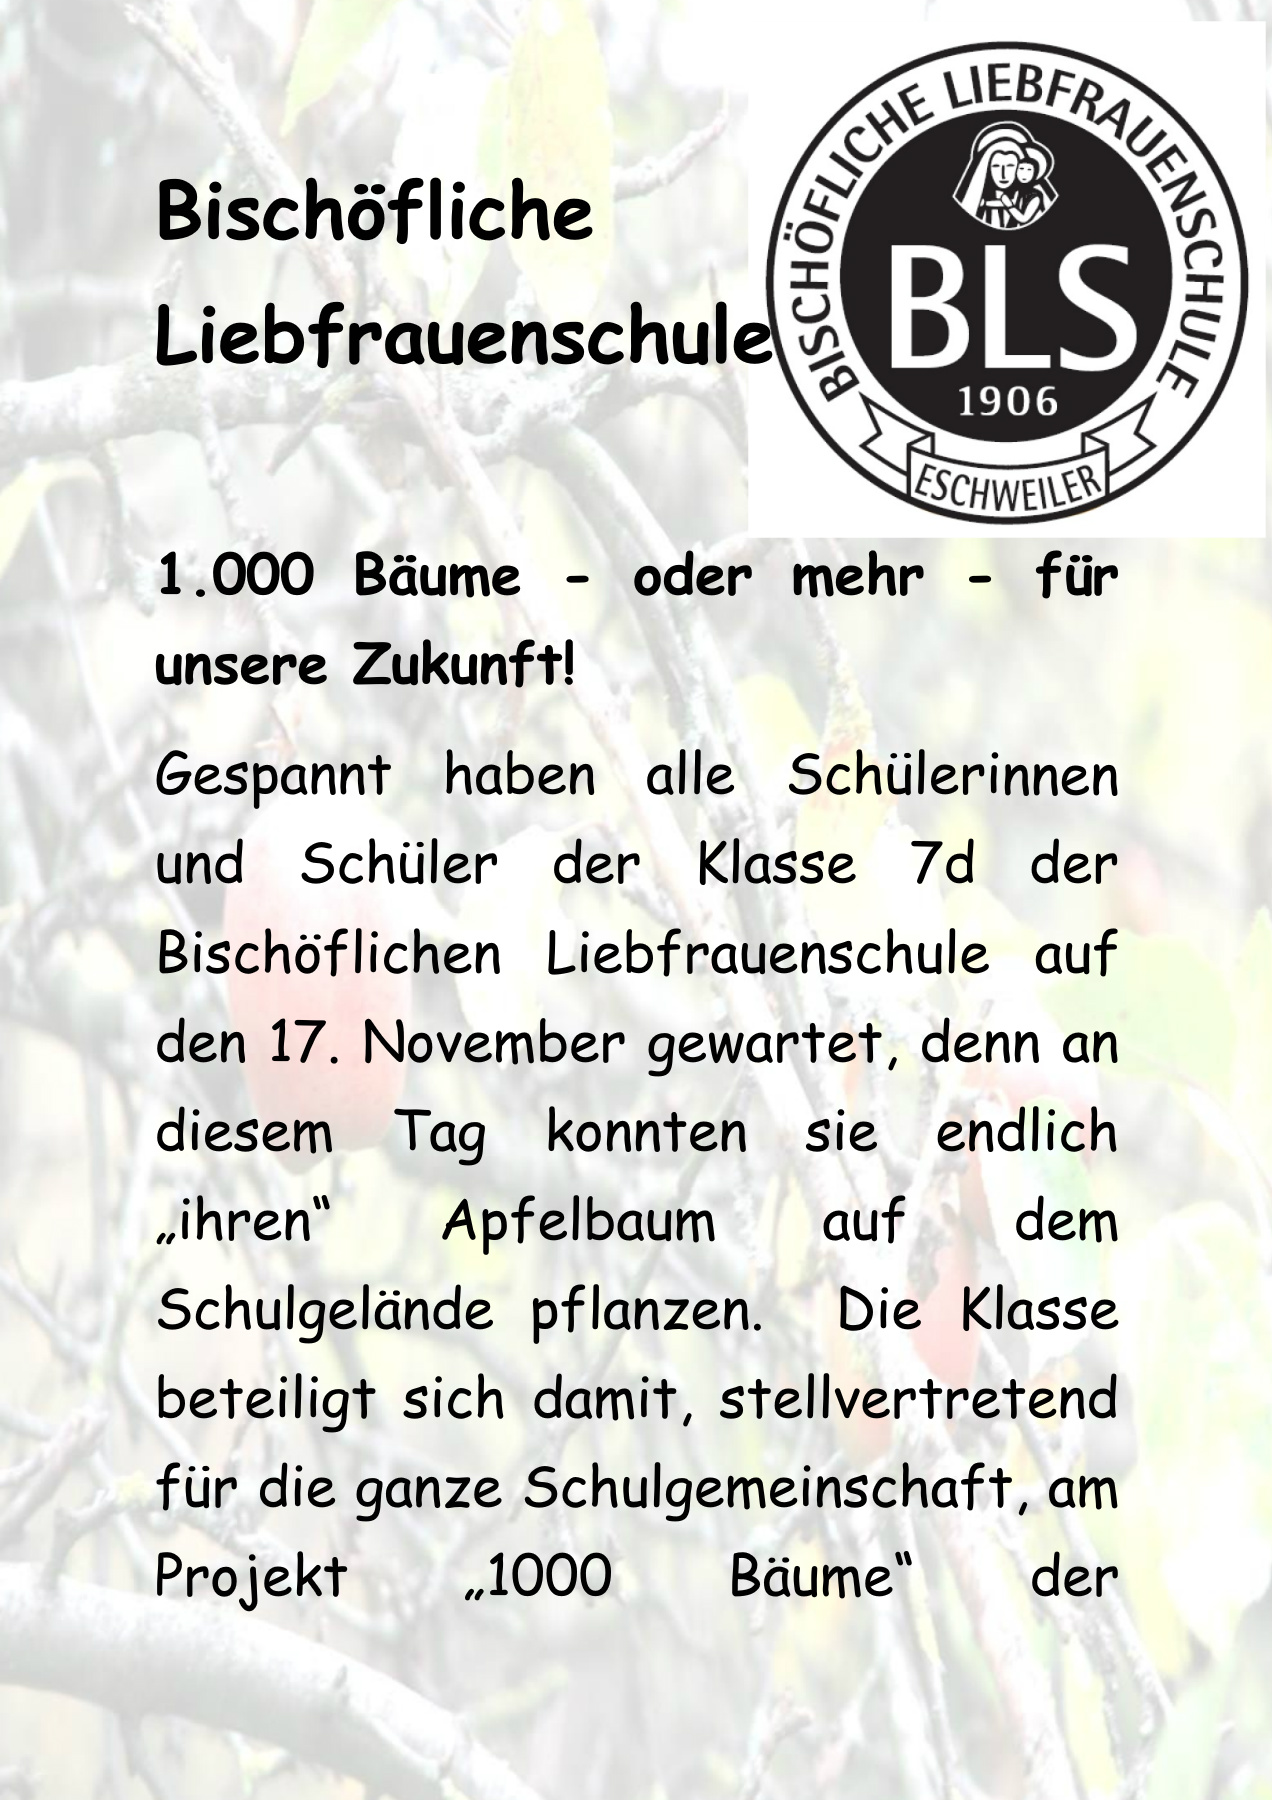 Bischöfliche
Liebfrauenschule
BISCHÖFLICHE LIEBFRAUENSCHULE
BLS
1906
ESCHWEILER
1.000 Bäume - oder mehr - für
unsere Zukunft!
Gespannt haben alle Schülerinnen
und Schüler der Klasse 7d der
Bischöflichen Liebfrauenschule auf
den 17. November gewartet, denn an
diesem Tag konnten sie endlich
„ihren“ Apfelbaum auf dem
Schulgelände pflanzen. Die Klasse
beteiligt sich damit, stellvertretend
für die ganze Schulgemeinschaft, am
Projekt „1000 Bäume“ der